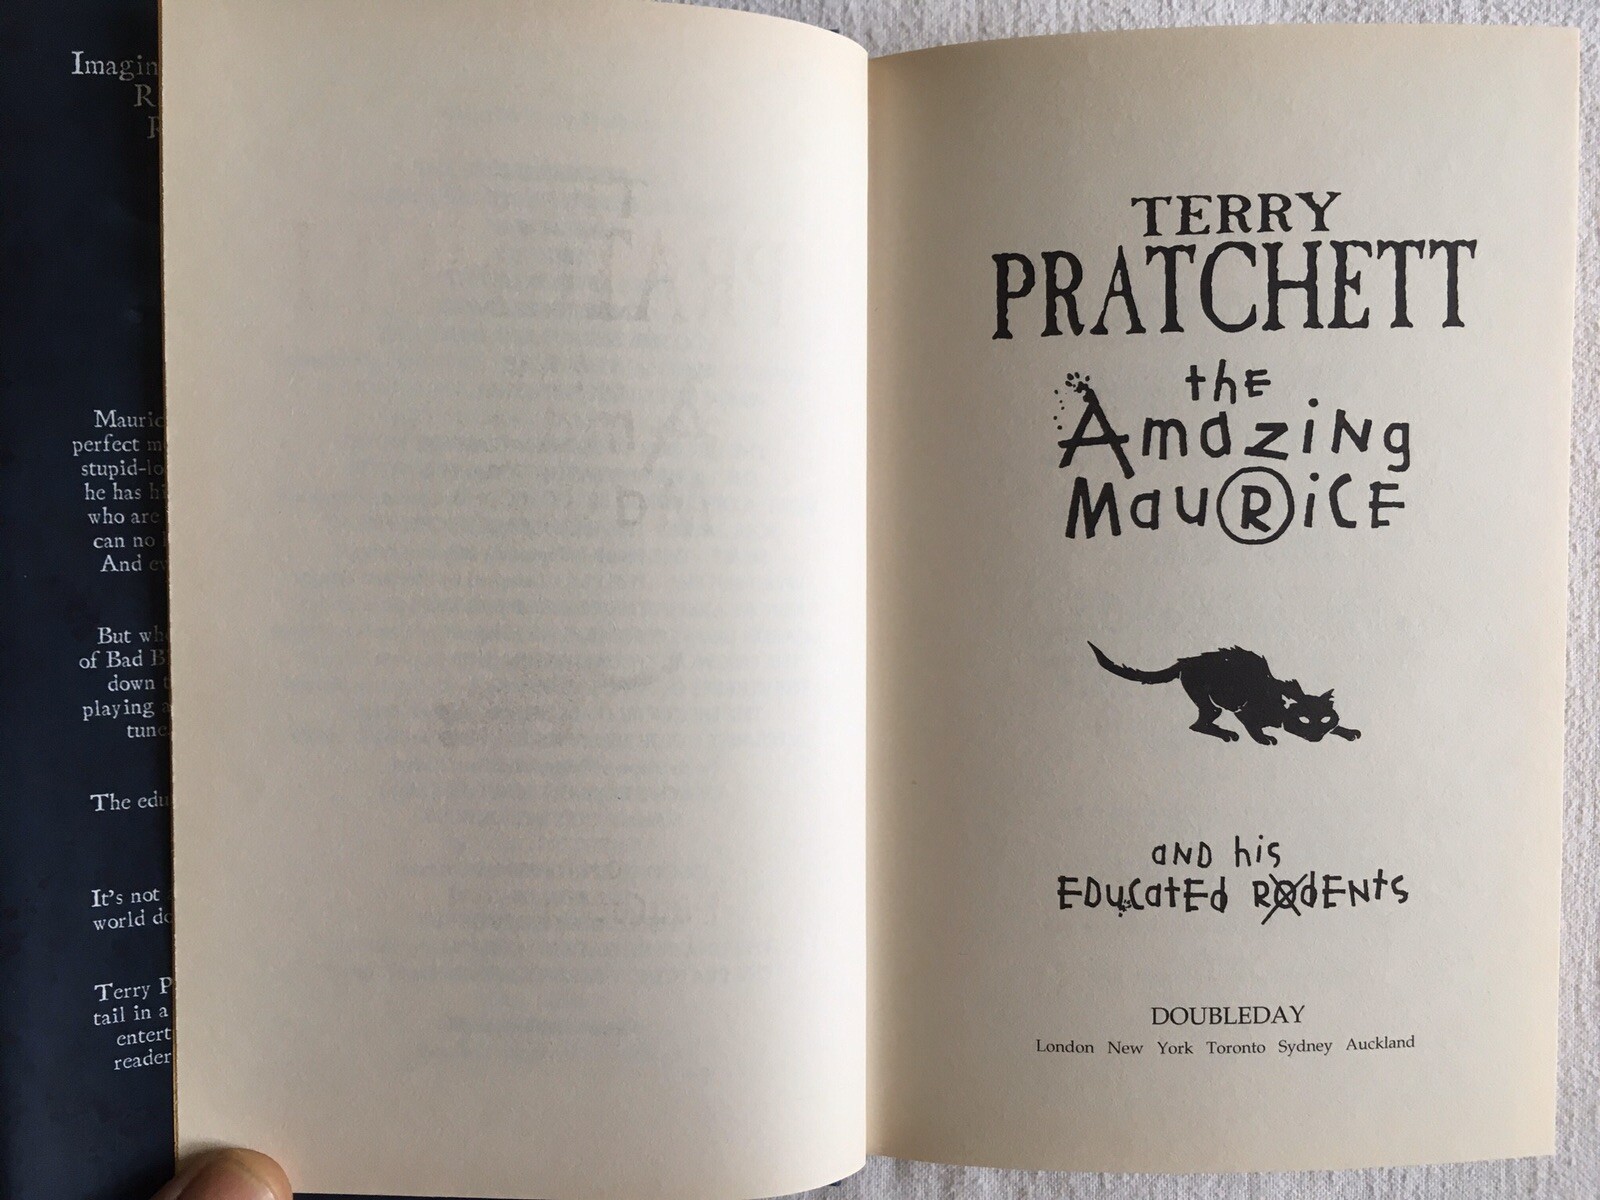 Imagin
R
Mauric
perfect m
stupid-lo
he has h
who are
can no
And ev
But wh
of Bad B
down t
playing a
tune
The edu
It's not
world do
Terry P
tail in a
entert
reader
TERRY
PRATCHETT
the
Amazing
MauRice
and his
Educated Rodents
DOUBLEDAY
London New York Toronto Sydney Auckland